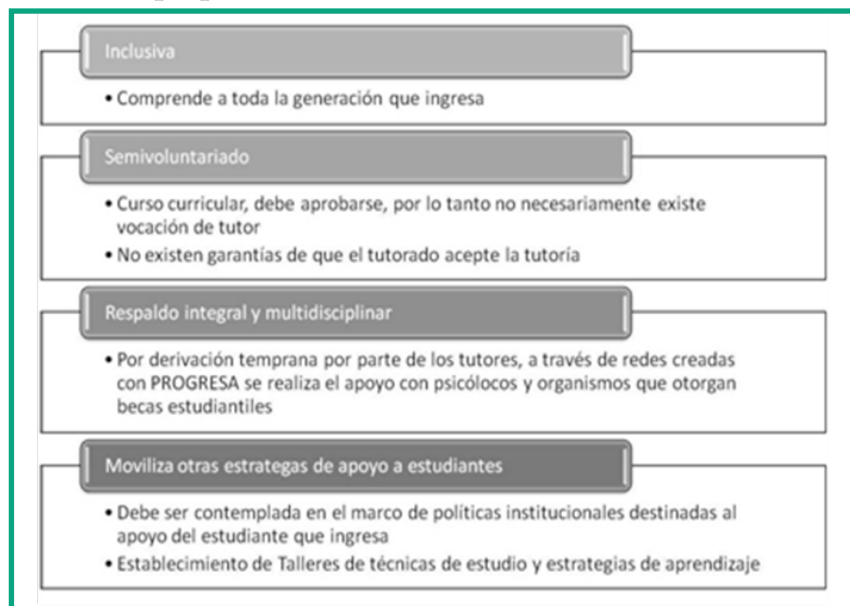 Inclusiva
• Comprende a toda la generación que ingresa
Semivoluntariado
• Curso curricular, debe aprobarse, por lo tanto no necesariamente existe
vocación de tutor
• No existen garantías de que el tutorado acepte la tutoría
Respaldo integral y multidisciplinar
• Por derivación temprana por parte de los tutores, a través de redes creadas
con PROGRESA se realiza el apoyo con psicólocos y organismos que otorgan
becas estudiantiles
Moviliza otras estrategas de apoyo a estudiantes
• Debe ser contemplada en el marco de políticas institucionales destinadas al
apoyo del estudiante que ingresa
• Establecimiento de Talleres de técnicas de estudio y estrategias de aprendizaje